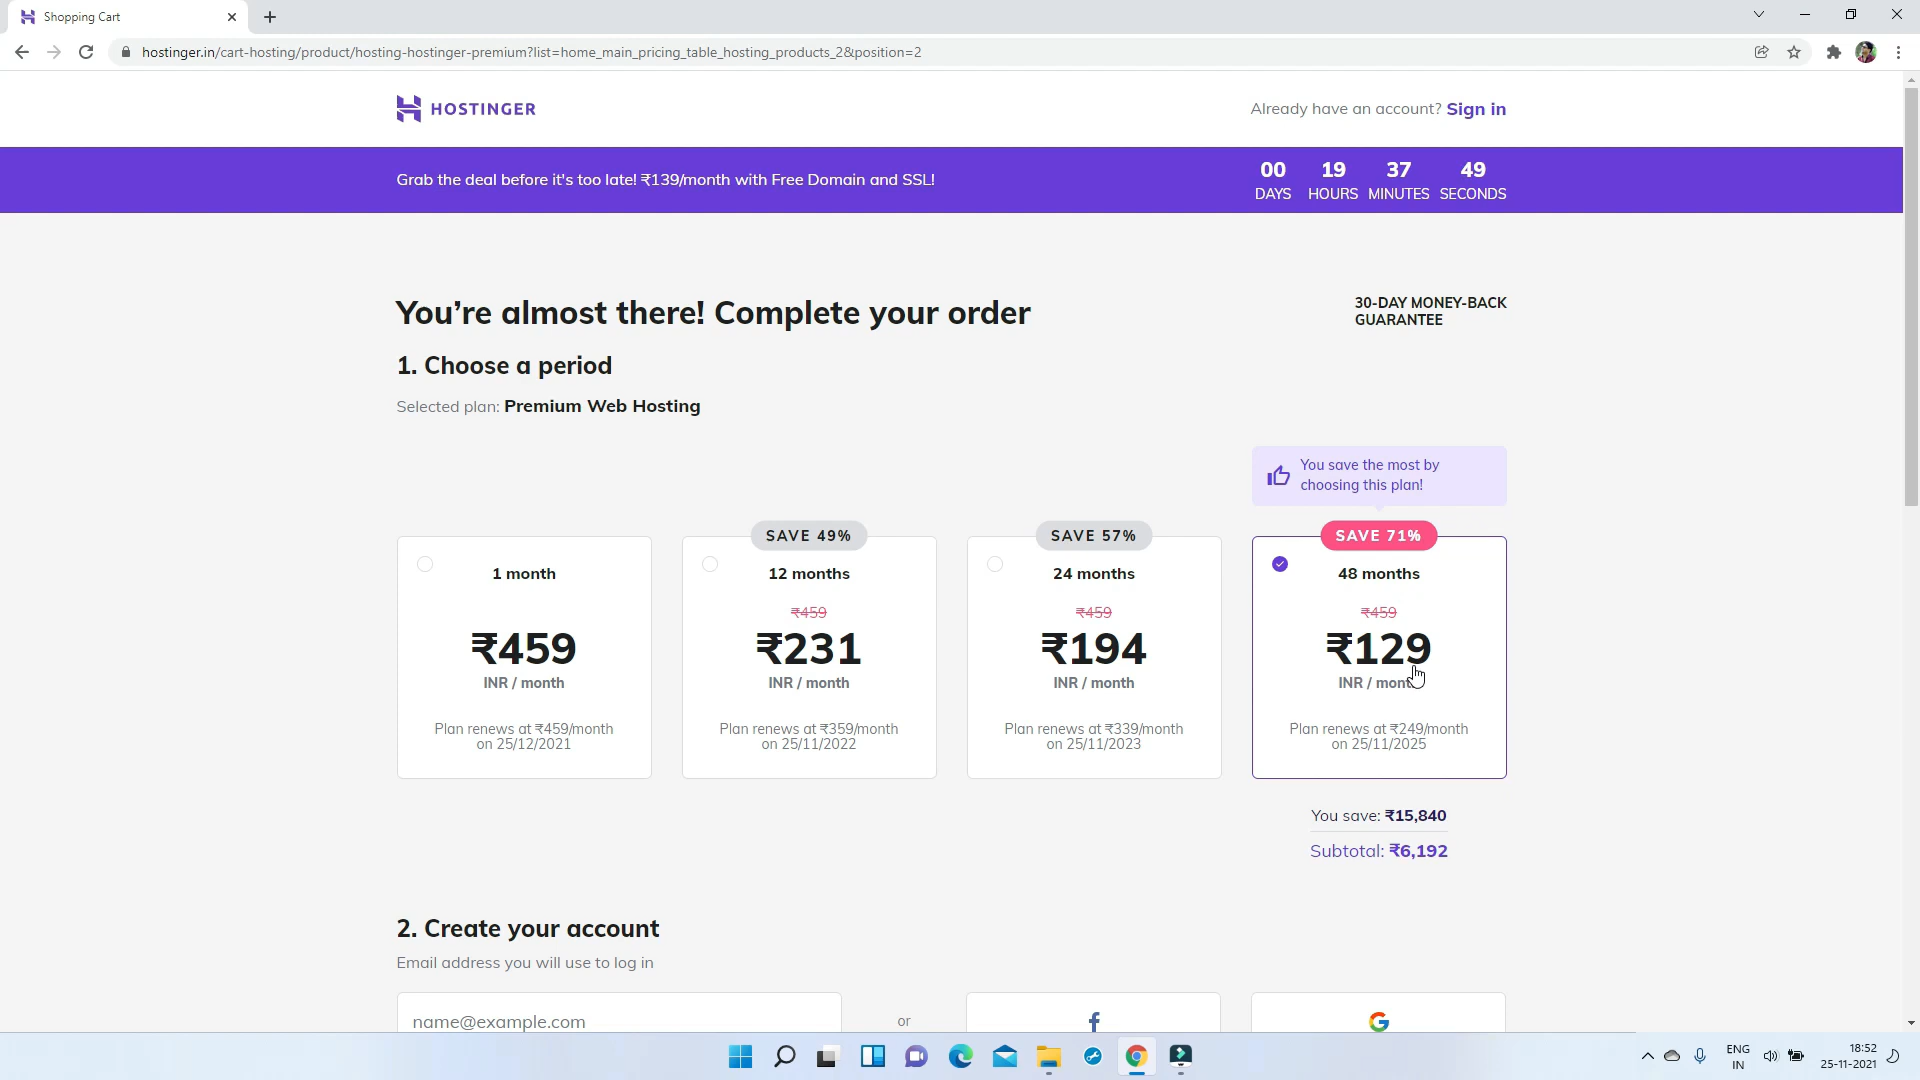 Shopping Cart
hostinger.in/cart-hosting/product/hosting-hostinger-premium?list=home_main_pricing_table_hosting_products_2&position=2
HOSTINGER
Already have an account? Sign in
Grab the deal before it's too late! ₹139/month with Free Domain and SSL!
00 19 37 49
DAYS HOURS MINUTES SECONDS
You’re almost there! Complete your order
30-DAY MONEY-BACK
GUARANTEE
1. Choose a period
Selected plan: Premium Web Hosting
You save the most by
choosing this plan!
1 month
₹459
INR / month
Plan renews at ₹459/month
on 25/12/2021
SAVE 49%
12 months
₹459
₹231
INR / month
Plan renews at ₹359/month
on 25/11/2022
SAVE 57%
24 months
₹459
₹194
INR / month
Plan renews at ₹339/month
on 25/11/2023
SAVE 71%
48 months
₹459
₹129
INR / month
Plan renews at ₹249/month
on 25/11/2025
You save: ₹15,840
Subtotal: ₹6,192
2. Create your account
Email address you will use to log in
name@example.com
or
ENG
IN
18:52
25-11-2021